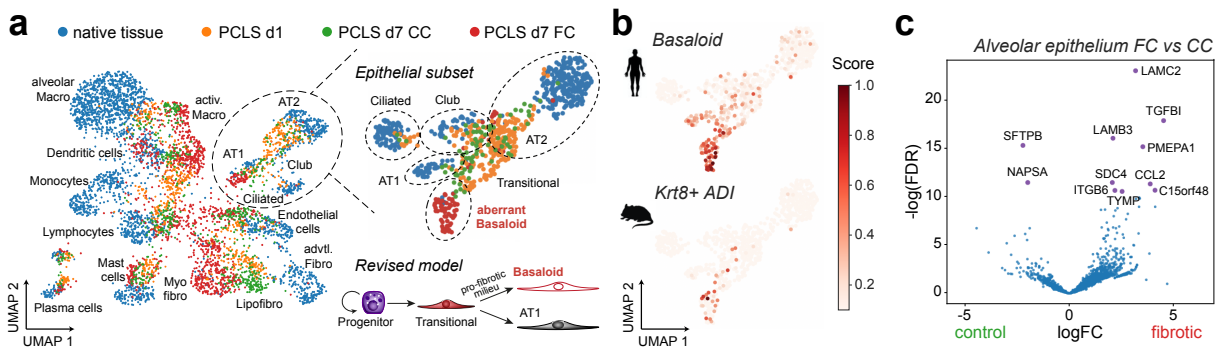 a
native tissue
PCLS d1
PCLS d7 CC
PCLS d7 FC
alveolar
Macro
activ.
Macro
Dendritic cells
Monocytes
Lymphocytes
Plasma cells
Mast
cells
Myo
fibro
Lipofibro
advtl.
Fibro
Endothelial
cells
Ciliated
Club
AT1
AT2
UMAP 2
UMAP 1
Epithelial subset
Ciliated
Club
AT2
AT1
Transitional
aberrant
Basaloid
Revised model
Progenitor
Transitional
pro-fibrotic
milieu
Basaloid
AT1
b
Basaloid
Krt8+ ADI
Score
1.0
0.8
0.6
0.4
0.2
UMAP 2
UMAP 1
c
Alveolar epithelium FC vs CC
LAMC2
TGFBI
LAMB3
PMEPA1
SFTPB
NAPSA
SDC4
CCL2
ITGB6
C15orf48
TYMP
-log(FDR)
20
15
10
5
0
-5
0
5
control
logFC
fibrotic